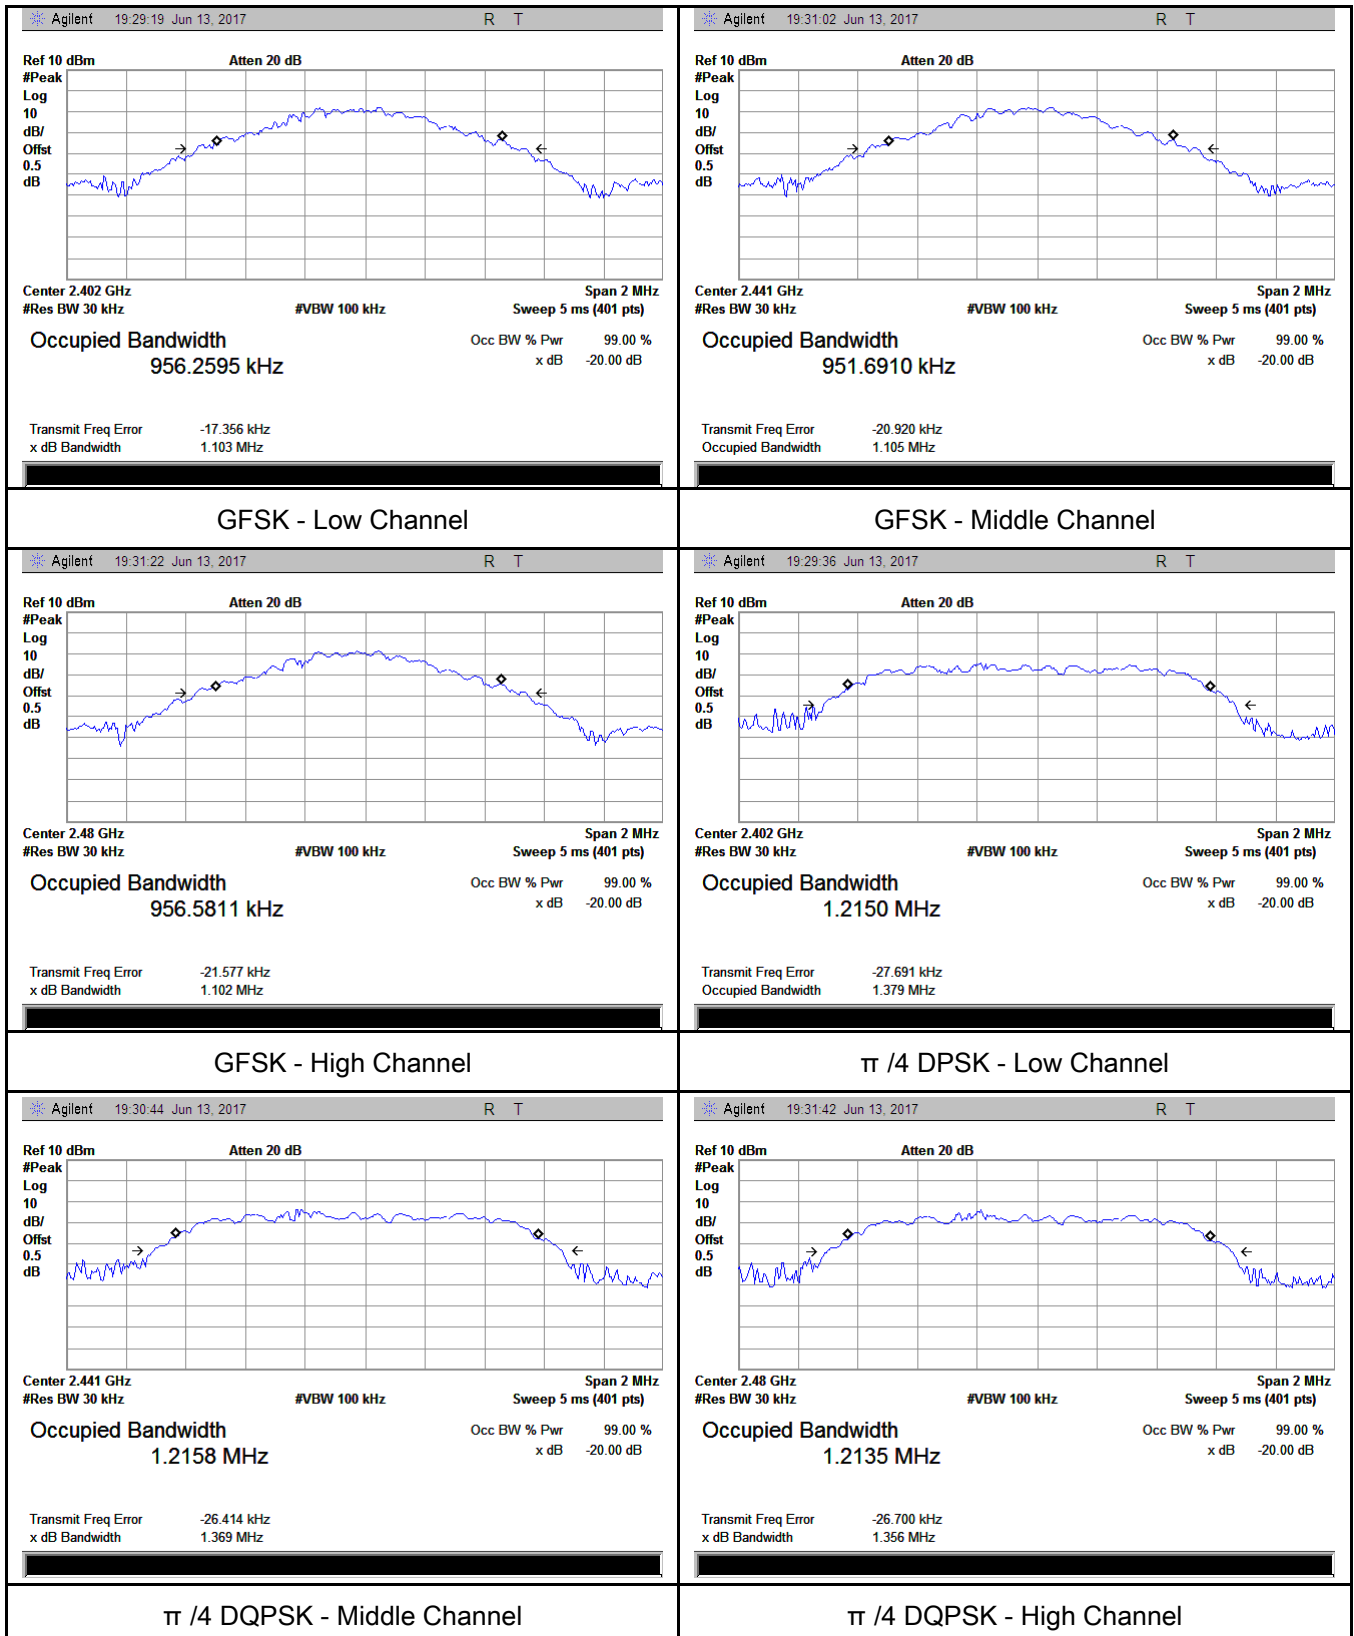 Agilent 19:29:19 Jun 13, 2017 R T
Ref 10 dBm Atten 20 dB
#Peak
Log
10
dB/
Offst
0.5
dB
Center 2.402 GHz Span 2 MHz
#Res BW 30 kHz #VBW 100 kHz Sweep 5 ms (401 pts)
Occupied Bandwidth Occ BW % Pwr 99.00 %
956.2595 kHz x dB -20.00 dB
Transmit Freq Error -17.356 kHz
x dB Bandwidth 1.103 MHz
GFSK - Low Channel
Agilent 19:31:02 Jun 13, 2017 R T
Ref 10 dBm Atten 20 dB
#Peak
Log
10
dB/
Offst
0.5
dB
Center 2.441 GHz Span 2 MHz
#Res BW 30 kHz #VBW 100 kHz Sweep 5 ms (401 pts)
Occupied Bandwidth Occ BW % Pwr 99.00 %
951.6910 kHz x dB -20.00 dB
Transmit Freq Error -20.920 kHz
Occupied Bandwidth 1.105 MHz
GFSK - Middle Channel
Agilent 19:31:22 Jun 13, 2017 R T
Ref 10 dBm Atten 20 dB
#Peak
Log
10
dB/
Offst
0.5
dB
Center 2.48 GHz Span 2 MHz
#Res BW 30 kHz #VBW 100 kHz Sweep 5 ms (401 pts)
Occupied Bandwidth Occ BW % Pwr 99.00 %
956.5811 kHz x dB -20.00 dB
Transmit Freq Error -21.577 kHz
x dB Bandwidth 1.102 MHz
GFSK - High Channel
Agilent 19:29:36 Jun 13, 2017 R T
Ref 10 dBm Atten 20 dB
#Peak
Log
10
dB/
Offst
0.5
dB
Center 2.402 GHz Span 2 MHz
#Res BW 30 kHz #VBW 100 kHz Sweep 5 ms (401 pts)
Occupied Bandwidth Occ BW % Pwr 99.00 %
1.2150 MHz x dB -20.00 dB
Transmit Freq Error -27.691 kHz
Occupied Bandwidth 1.379 MHz
π /4 DPSK - Low Channel
Agilent 19:30:44 Jun 13, 2017 R T
Ref 10 dBm Atten 20 dB
#Peak
Log
10
dB/
Offst
0.5
dB
Center 2.441 GHz Span 2 MHz
#Res BW 30 kHz #VBW 100 kHz Sweep 5 ms (401 pts)
Occupied Bandwidth Occ BW % Pwr 99.00 %
1.2158 MHz x dB -20.00 dB
Transmit Freq Error -26.414 kHz
x dB Bandwidth 1.369 MHz
π /4 DQPSK - Middle Channel
Agilent 19:31:42 Jun 13, 2017 R T
Ref 10 dBm Atten 20 dB
#Peak
Log
10
dB/
Offst
0.5
dB
Center 2.48 GHz Span 2 MHz
#Res BW 30 kHz #VBW 100 kHz Sweep 5 ms (401 pts)
Occupied Bandwidth Occ BW % Pwr 99.00 %
1.2135 MHz x dB -20.00 dB
Transmit Freq Error -26.700 kHz
x dB Bandwidth 1.356 MHz
π /4 DQPSK - High Channel